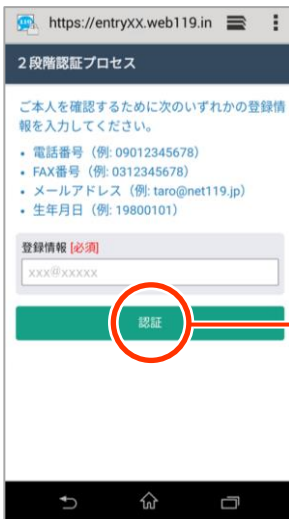 https://entryXX.web119.in
2段階認証プロセス
ご本人を確認するために次のいずれかの登録情
報を入力してください。
• 電話番号（例: 09012345678）
• FAX番号（例: 0312345678）
• メールアドレス（例: taro@net119.jp）
• 生年月日（例: 19800101）
登録情報 [必須]
xxx@xxxxx
認証